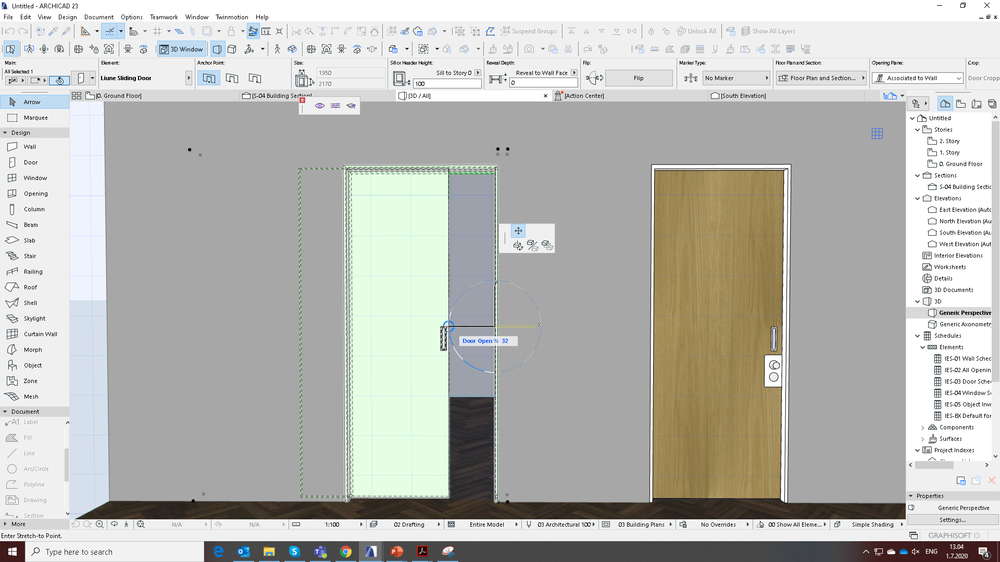 Untitled - ARCHICAD 23
File Edit View Design Document Options Teamwork Window Twinmotion Help
Suspend Groups
Unlock All
Show All Layers
3D Window
Main:
All Selected: 1
Element:
Liune Sliding Door
Anchor Point:
Size:
1950
2170
Sill or Header Height:
Sill to Story 0
100
Reveal Depth:
Reveal to Wall Face
0
Flip:
Flip
Marker Type:
No Marker
Floor Plan and Section:
Floor Plan and Section...
Opening Plane:
Associated to Wall
Crop:
Door Cropp
[0. Ground Floor]
[S-04 Building Section]
[3D / All]
[Action Center]
[South Elevation]
Arrow
Marquee
Design
Wall
Door
Window
Opening
Column
Beam
Slab
Stair
Railing
Roof
Shell
Skylight
Curtain Wall
Morph
Object
Zone
Mesh
Document
A1 Label
Fill
Line
Arc/Circle
Polyline
Drawing
Section
More
Door Open % 32
Untitled
Stories
2. Story
1. Story
0. Ground Floor
Sections
S-04 Building Sectic
Elevations
East Elevation (Autc
North Elevation (Au
South Elevation (Aut
West Elevation (Aut
Interior Elevations
Worksheets
Details
3D Documents
3D
Generic Perspective
Generic Axonometr
Schedules
Elements
IES-01 Wall Sched
IES-02 All Openin
IES-03 Door Sche
IES-04 Window S
IES-05 Object Inve
IES-BX Default for
Components
Surfaces
Project Indexes
Properties
Generic Perspective
Settings...
N/A
N/A
1:100
02 Drafting
Entire Model
03 Architectural 100
03 Building Plans
No Overrides
00 Show All Eleme...
Simple Shading
Enter Stretch-to Point.
GRAPHISOFT ID
Type here to search
ENG
13.04
1.7.2020
4